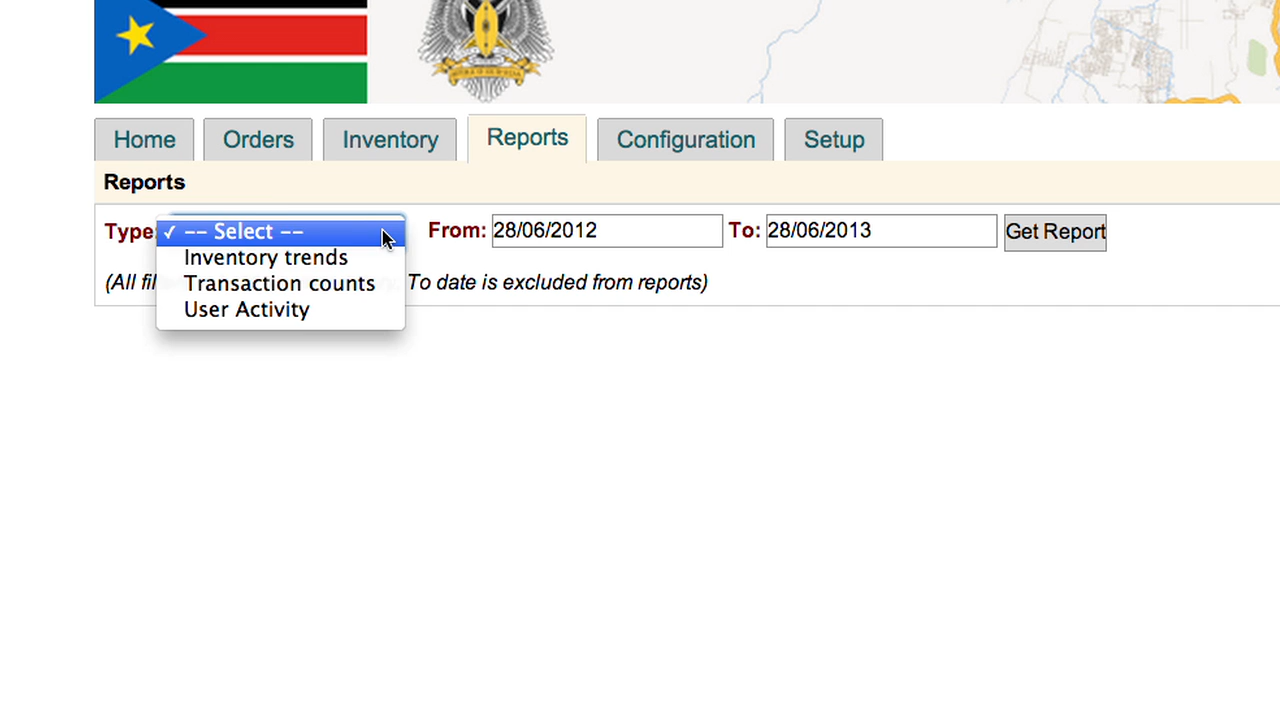 Home Orders Inventory Reports Configuration Setup
Reports
Type: -- Select -- From: 28/06/2012 To: 28/06/2013 Get Report
Inventory trends
Transaction counts
(All To date is excluded from reports)
User Activity